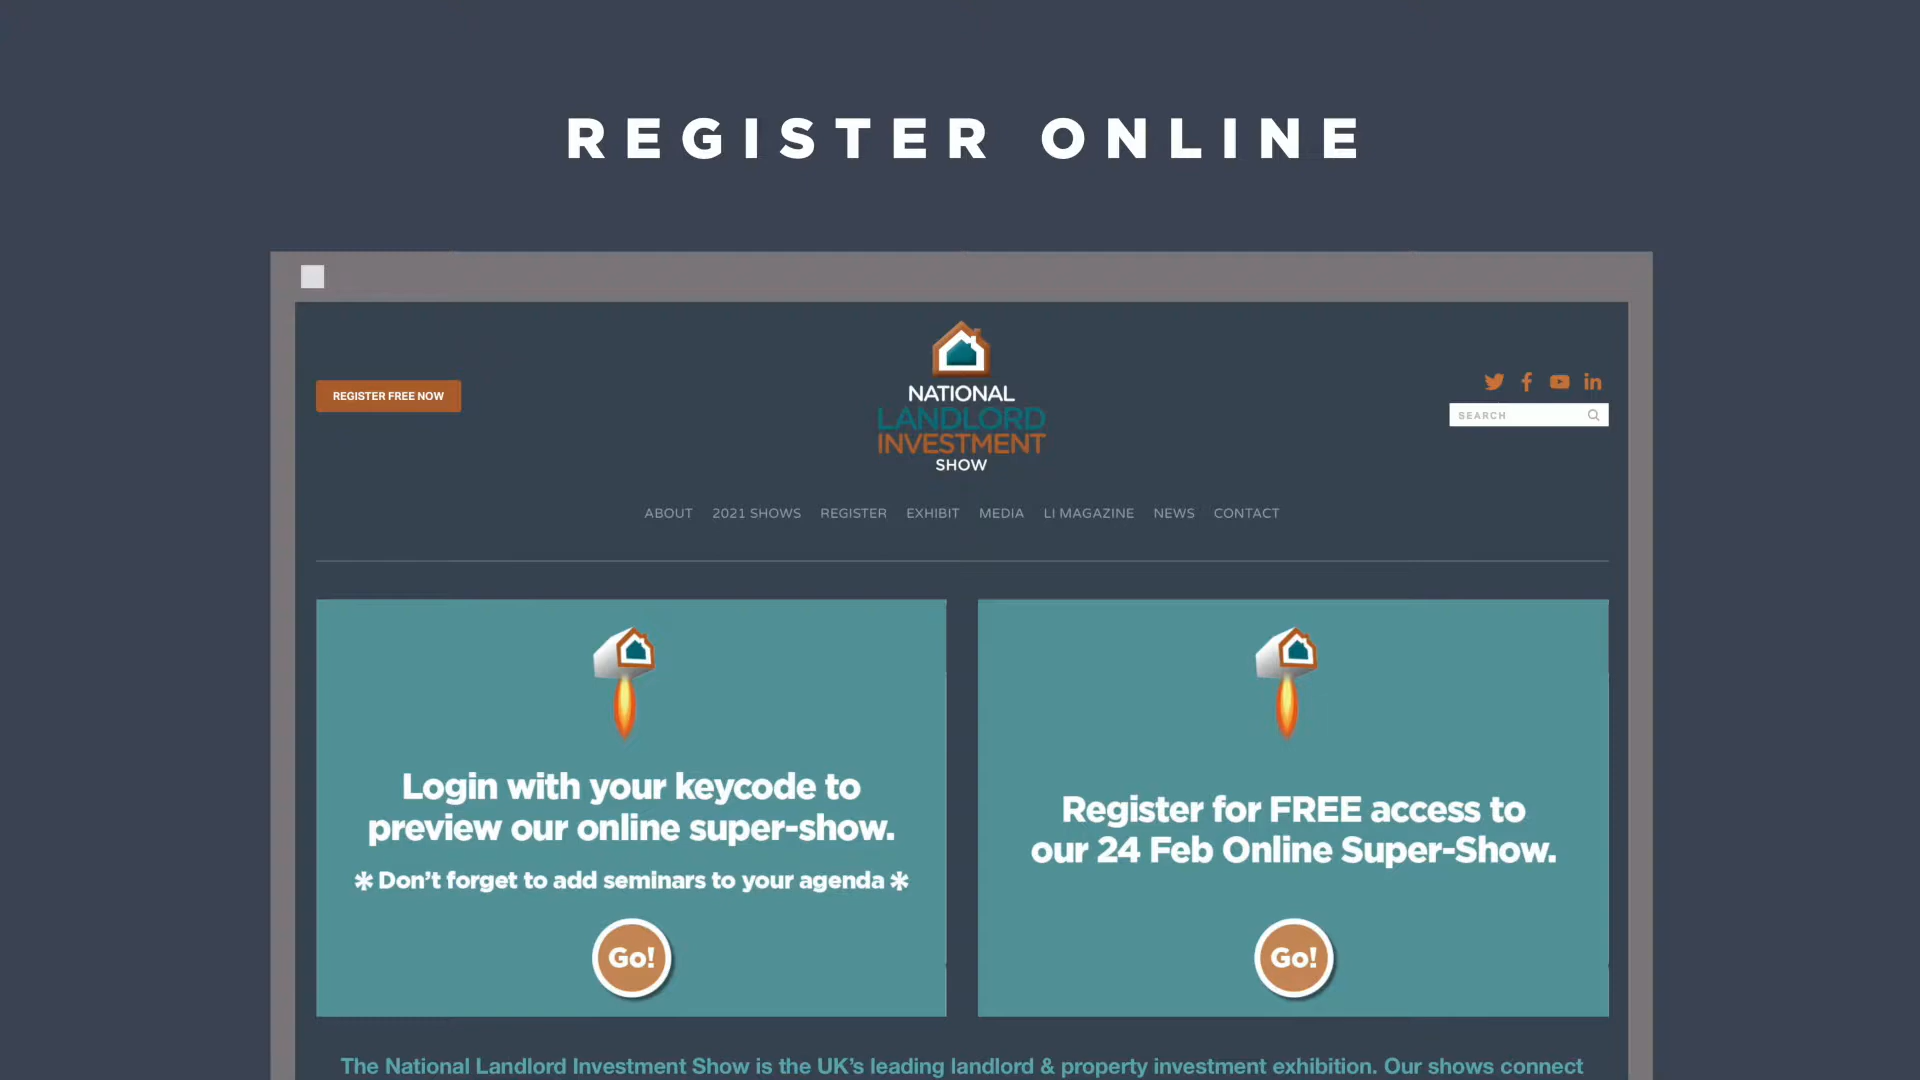 REGISTER ONLINE
REGISTER FREE NOW
NATIONAL
LANDLORD
INVESTMENT
SHOW
SEARCH
ABOUT 2021 SHOWS REGISTER EXHIBIT MEDIA LI MAGAZINE NEWS CONTACT
Login with your keycode to
preview our online super-show.
* Don't forget to add seminars to your agenda *
Go!
Register for FREE access to
our 24 Feb Online Super-Show.
Go!
The National Landlord Investment Show is the UK's leading landlord & property investment exhibition. Our shows connect